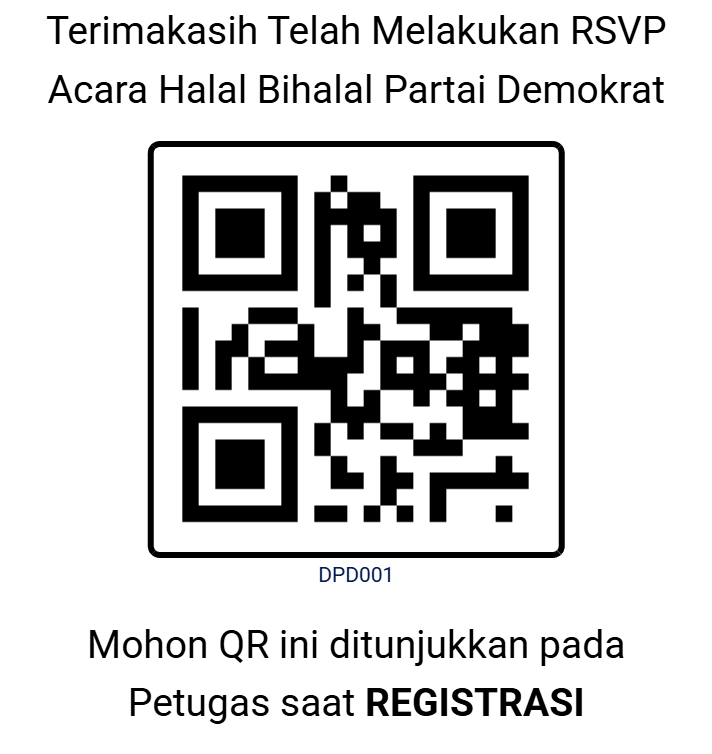 Terimakasih Telah Melakukan RSVP
Acara Halal Bihalal Partai Demokrat
DPD001
Mohon QR ini ditunjukkan pada
Petugas saat REGISTRASI